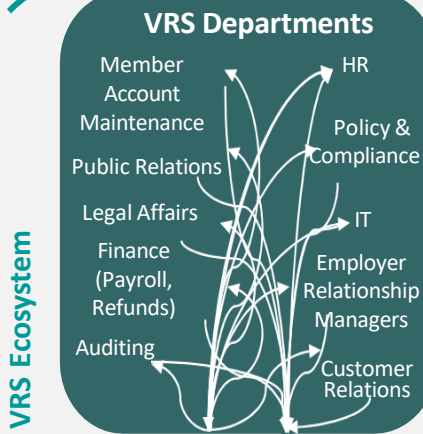 VRS Departments
Member
Account
Maintenance
Public Relations
Legal Affairs
Finance
(Payroll,
Refunds)
Auditing
HR
Policy &
Compliance
IT
Employer
Relationship
Managers
Customer
Relations
VRS Ecosystem